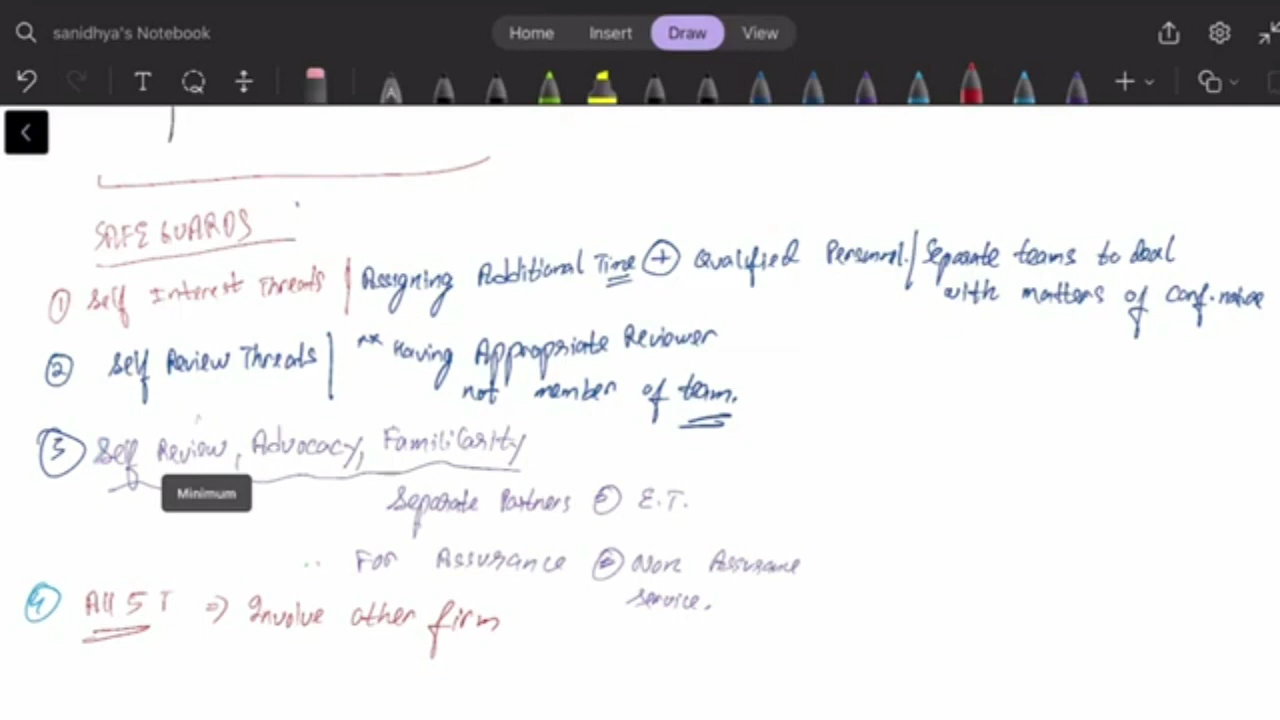 sanidhya's Notebook
Home Insert Draw View
SAFE GUARDS
① Self Interest Threats | Assigning Additional Time ⊕ Qualified Personnel. / Separate teams to deal
with matters of conf. nature
② Self Review Threats | ** Having Appropriate Reviewer
not member of team.
③ Self Review, Advocacy, Familiarity
Minimum
Separate Partners & E.T.
For Assurance & Non Assurance
service.
④ All 5 T ⇒ Involve other firm